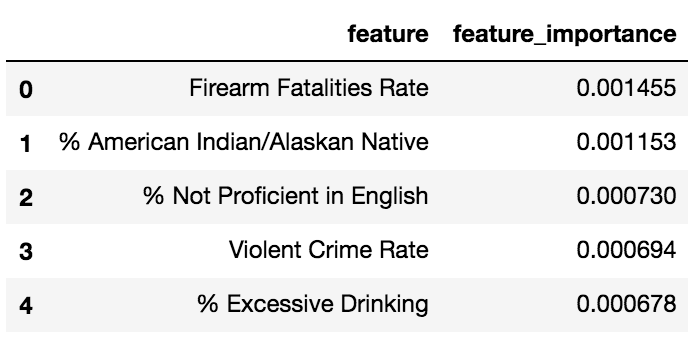 feature feature_importance
0 Firearm Fatalities Rate 0.001455
1 % American Indian/Alaskan Native 0.001153
2 % Not Proficient in English 0.000730
3 Violent Crime Rate 0.000694
4 % Excessive Drinking 0.000678